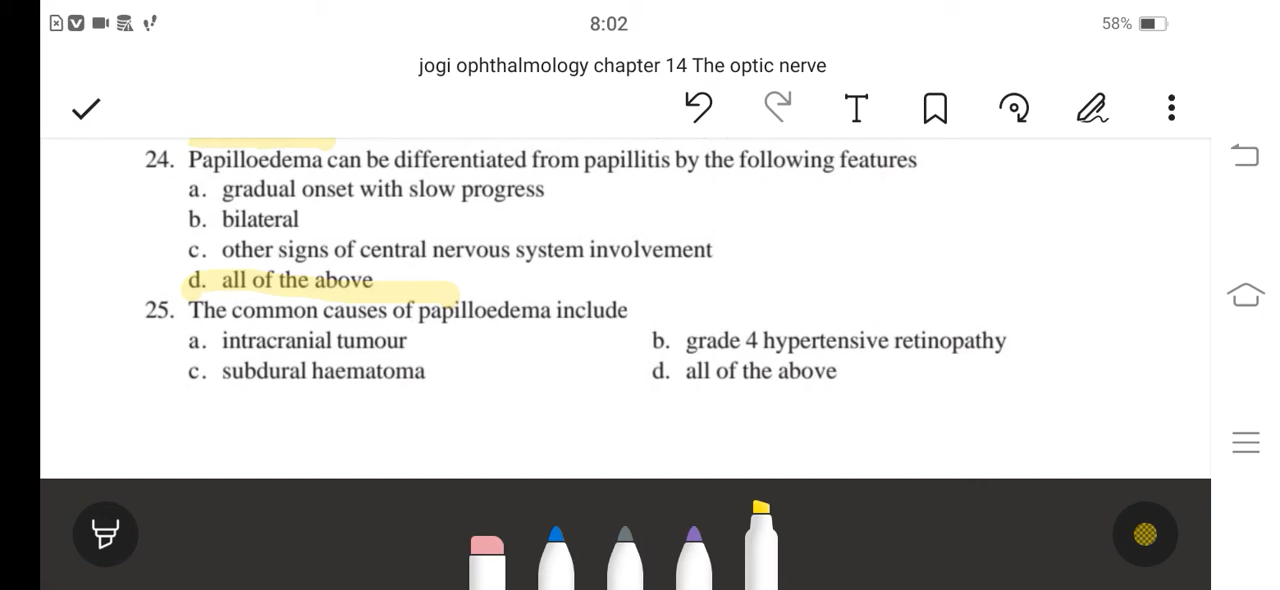 8:02
58%
jogi ophthalmology chapter 14 The optic nerve
T
24. Papilloedema can be differentiated from papillitis by the following features
a. gradual onset with slow progress
b. bilateral
c. other signs of central nervous system involvement
d. all of the above
25. The common causes of papilloedema include
a. intracranial tumour b. grade 4 hypertensive retinopathy
c. subdural haematoma d. all of the above